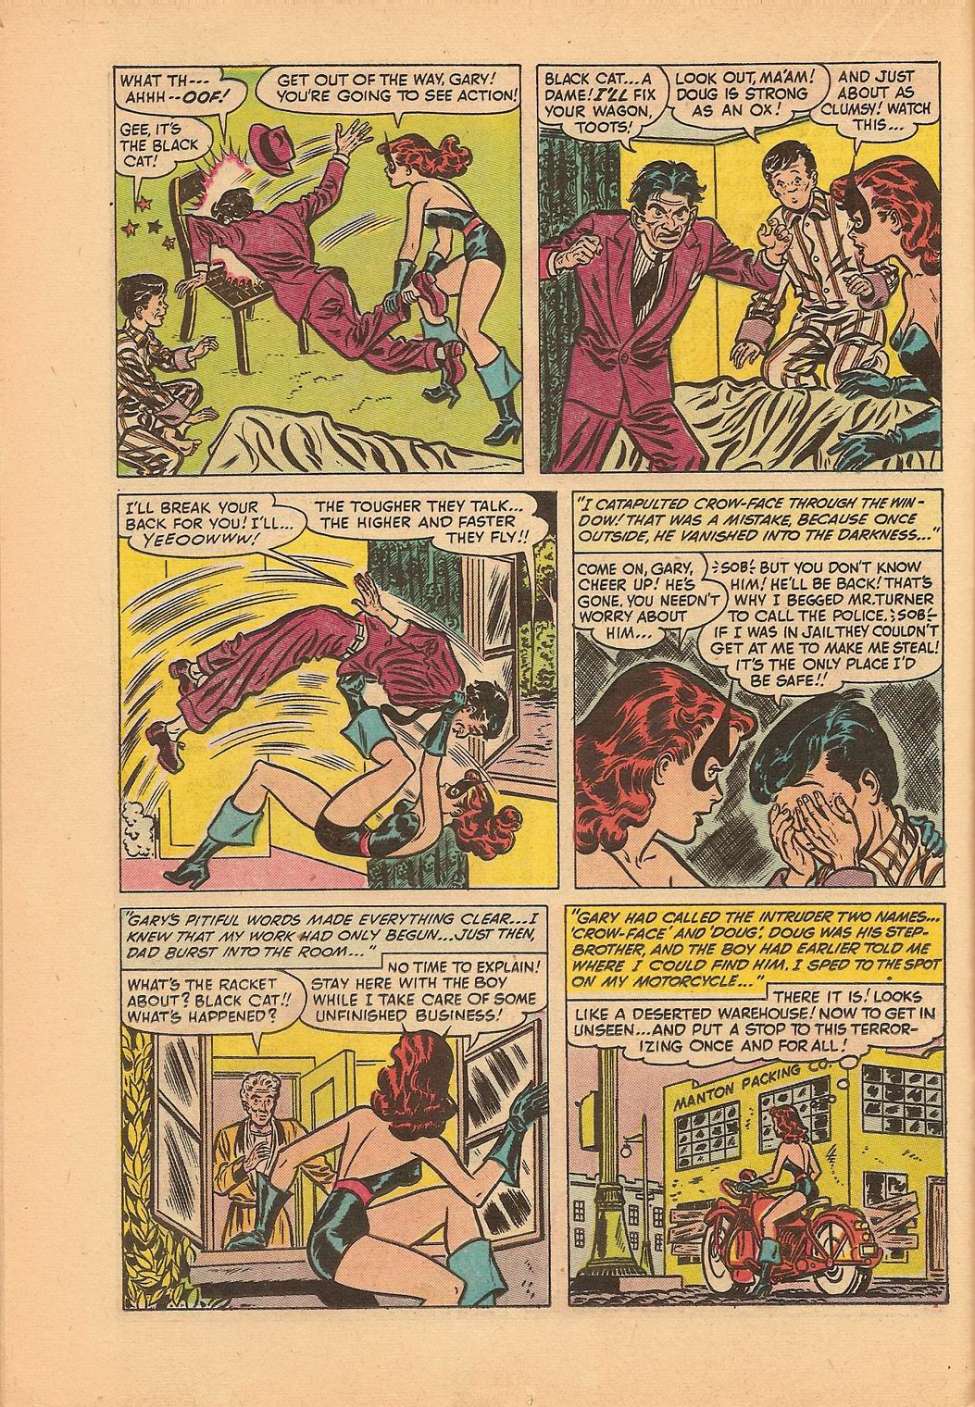 WHAT TH---
AHHH--OOF!
GEE, IT'S
THE BLACK
CAT!
GET OUT OF THE WAY, GARY!
YOU'RE GOING TO SEE ACTION!
BLACK CAT...A
DAME! I'LL FIX
YOUR WAGON,
TOOTS!
LOOK OUT, MA'AM!
DOUG IS STRONG
AS AN OX!
AND JUST
ABOUT AS
CLUMSY! WATCH
THIS...
I'LL BREAK YOUR
BACK FOR YOU! I'LL...
YEEOOWWW!
THE TOUGHER THEY TALK...
THE HIGHER AND FASTER
THEY FLY!!
"I CATAPULTED CROW-FACE THROUGH THE WIN-
DOW! THAT WAS A MISTAKE, BECAUSE ONCE
OUTSIDE, HE VANISHED INTO THE DARKNESS..."
COME ON, GARY,
CHEER UP! HE'S
GONE. YOU NEEDN'T
WORRY ABOUT
HIM...
:SOB: BUT YOU DON'T KNOW
HIM! HE'LL BE BACK! THAT'S
WHY I BEGGED MR. TURNER
TO CALL THE POLICE. :SOB:
IF I WAS IN JAIL THEY COULDN'T
GET AT ME TO MAKE ME STEAL!
IT'S THE ONLY PLACE I'D
BE SAFE!!
"GARY'S PITIFUL WORDS MADE EVERYTHING CLEAR...I
KNEW THAT MY WORK HAD ONLY BEGUN...JUST THEN,
DAD BURST INTO THE ROOM..."
WHAT'S THE RACKET
ABOUT? BLACK CAT!!
WHAT'S HAPPENED?
NO TIME TO EXPLAIN!
STAY HERE WITH THE BOY
WHILE I TAKE CARE OF SOME
UNFINISHED BUSINESS!
"GARY HAD CALLED THE INTRUDER TWO NAMES...
'CROW-FACE' AND 'DOUG'. DOUG WAS HIS STEP-
BROTHER, AND THE BOY HAD EARLIER TOLD ME
WHERE I COULD FIND HIM. I SPED TO THE SPOT
ON MY MOTORCYCLE..."
THERE IT IS! LOOKS
LIKE A DESERTED WAREHOUSE! NOW TO GET IN
UNSEEN...AND PUT A STOP TO THIS TERROR-
IZING ONCE AND FOR ALL!
MANTON PACKING CO.